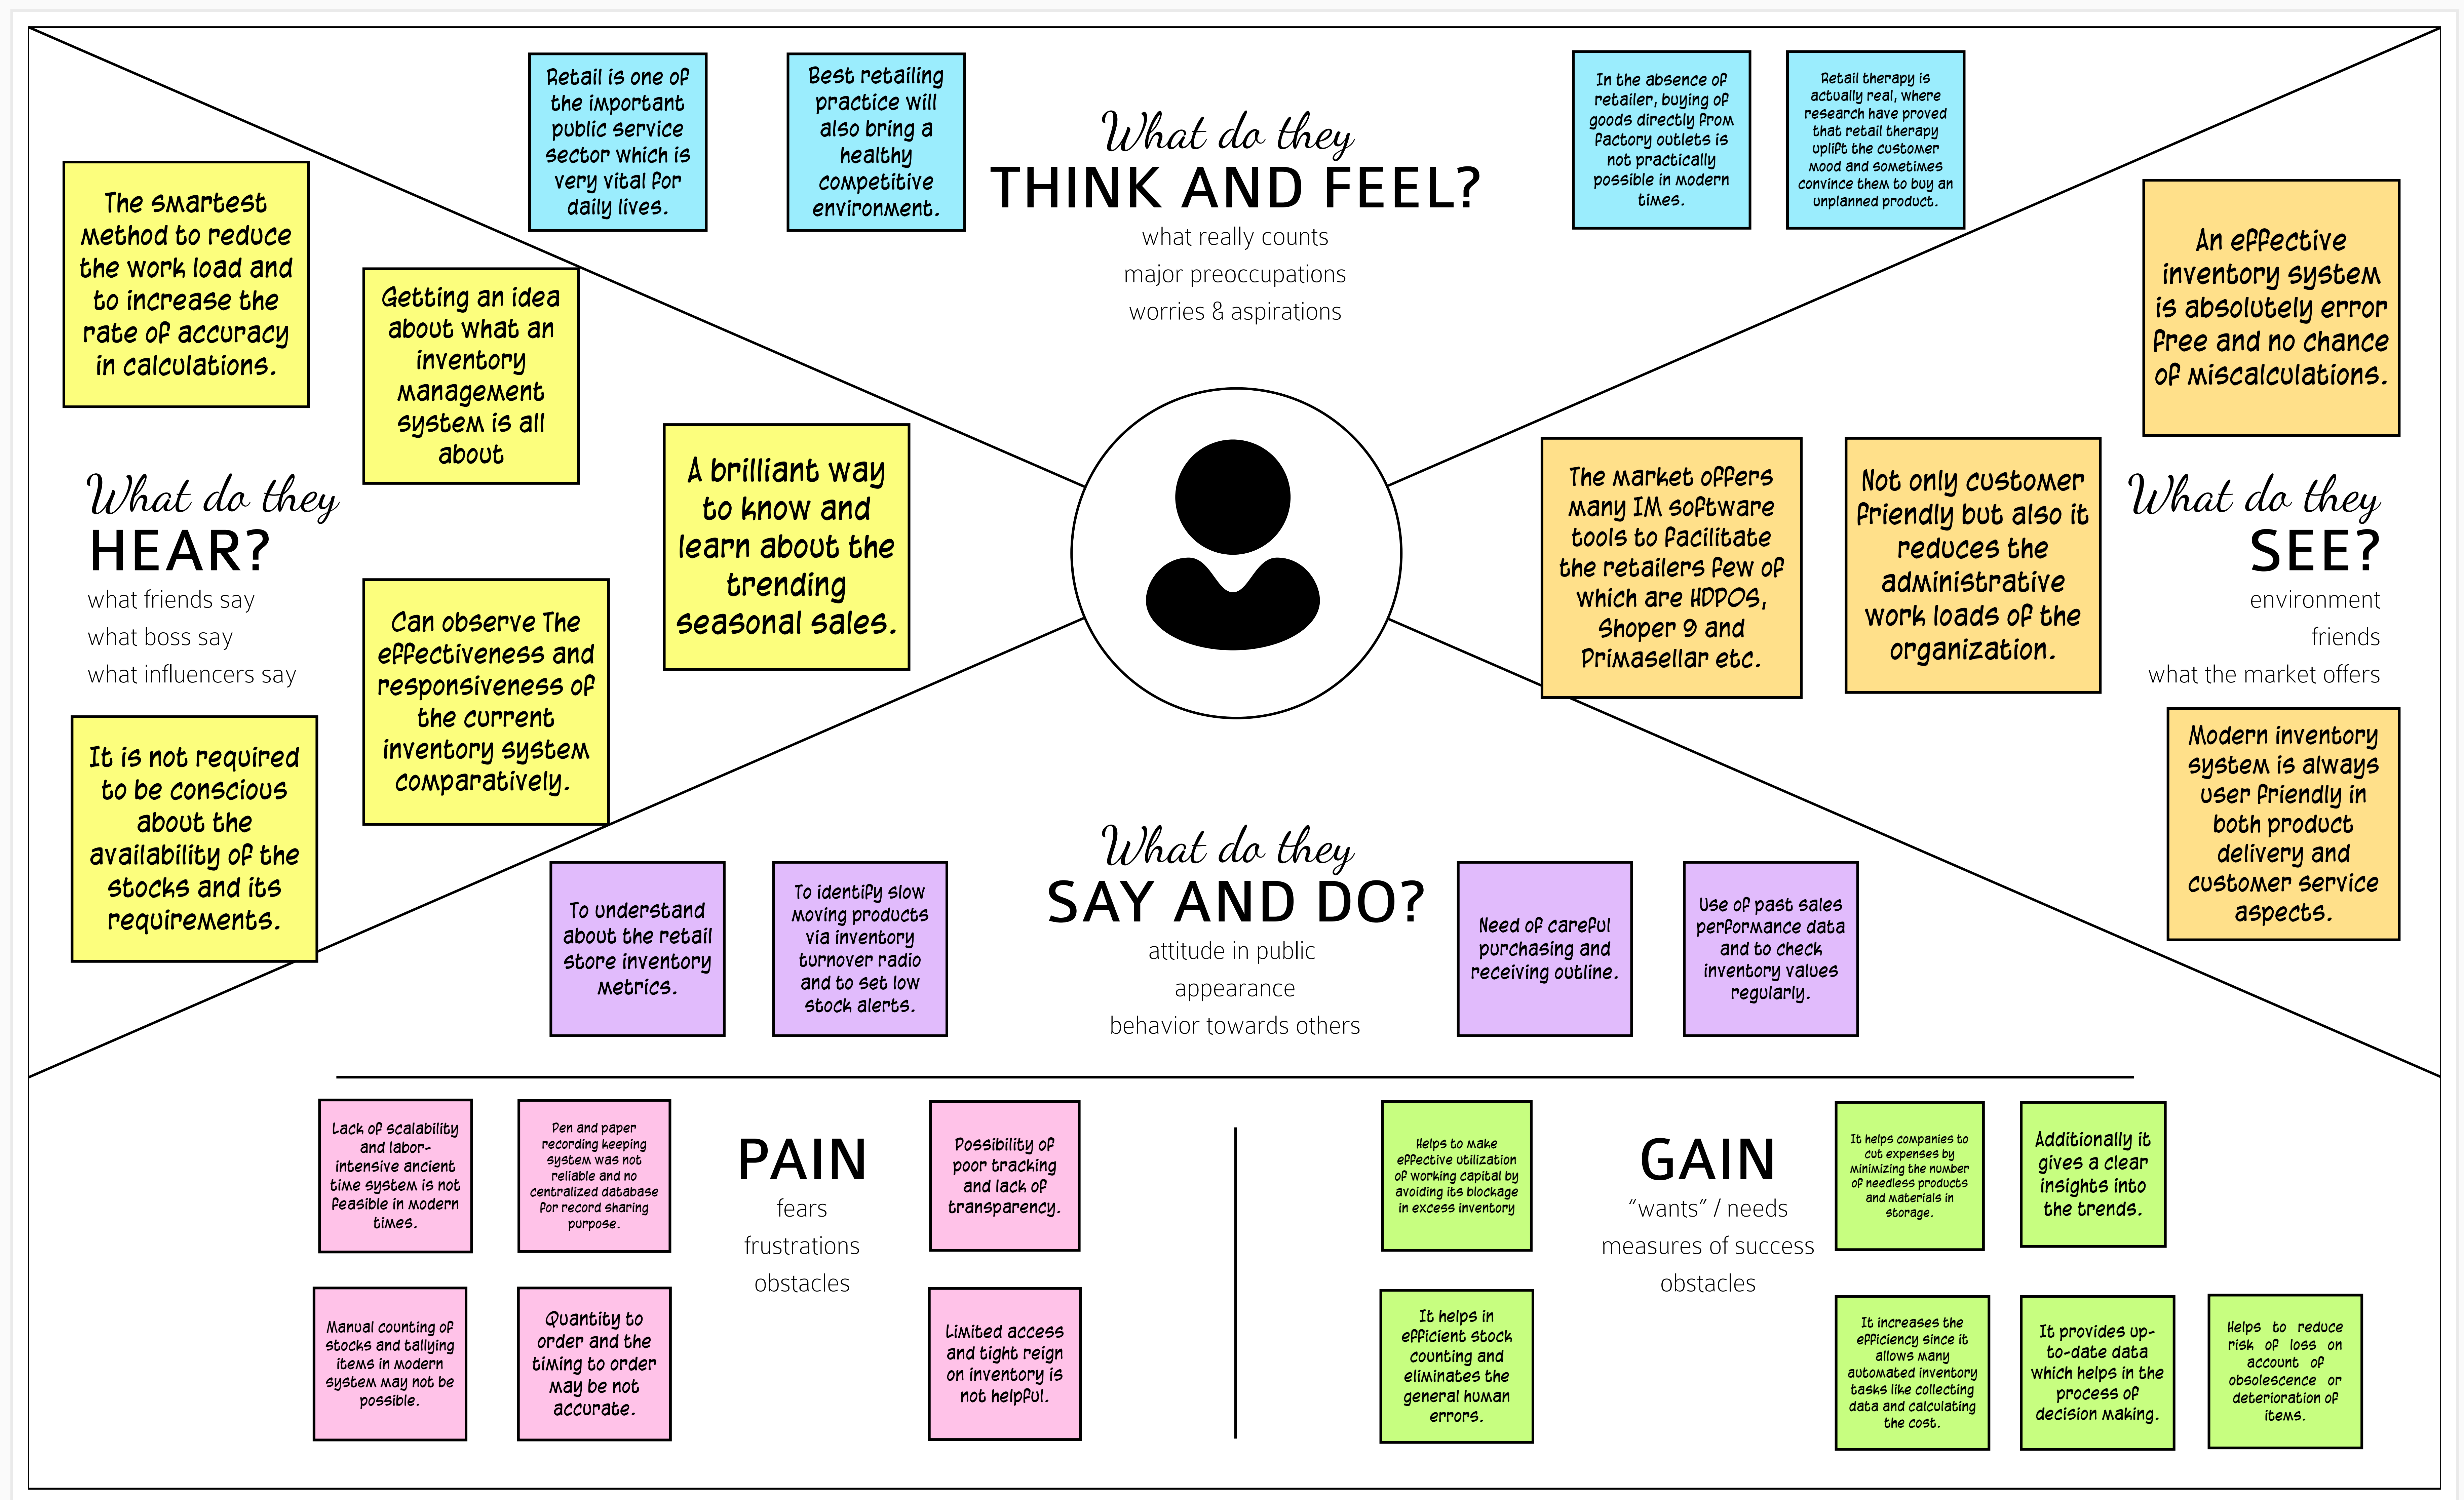 What do they
THINK AND FEEL?
what really counts
major preoccupations
worries & aspirations
Retail is one of
the important
public service
sector which is
very vital for
daily lives.
Best retailing
practice will
also bring a
healthy
competitive
environment.
In the absence of
retailer, buying of
goods directly from
factory outlets is
not practically
possible in modern
times.
Retail therapy is
actually real, where
research have proved
that retail therapy
uplift the customer
mood and sometimes
convince them to buy an
unplanned product.
What do they
HEAR?
what friends say
what boss say
what influencers say
The smartest
method to reduce
the work load and
to increase the
rate of accuracy
in calculations.
Getting an idea
about what an
inventory
management
system is all
about
A brilliant way
to know and
learn about the
trending
seasonal sales.
Can observe The
effectiveness and
responsiveness of
the current
inventory system
comparatively.
It is not required
to be conscious
about the
availability of the
stocks and its
requirements.
What do they
SEE?
environment
friends
what the market offers
An effective
inventory system
is absolutely error
free and no chance
of miscalculations.
The market offers
many IM software
tools to facilitate
the retailers few of
which are HDPOS,
Shoper 9 and
Primasellar etc.
Not only customer
friendly but also it
reduces the
administrative
work loads of the
organization.
Modern inventory
system is always
user friendly in
both product
delivery and
customer service
aspects.
What do they
SAY AND DO?
attitude in public
appearance
behavior towards others
To understand
about the retail
store inventory
metrics.
To identify slow
moving products
via inventory
turnover radio
and to set low
stock alerts.
Need of careful
purchasing and
receiving outline.
Use of past sales
performance data
and to check
inventory values
regularly.
PAIN
fears
frustrations
obstacles
Lack of scalability
and labor-
intensive ancient
time system is not
feasible in modern
times.
Pen and paper
recording keeping
system was not
reliable and no
centralized database
for record sharing
purpose.
Possibility of
poor tracking
and lack of
transparency.
Manual counting of
stocks and tallying
items in modern
system may not be
possible.
Quantity to
order and the
timing to order
may be not
accurate.
Limited access
and tight reign
on inventory is
not helpful.
GAIN
“wants” / needs
measures of success
obstacles
Helps to make
effective utilization
of working capital by
avoiding its blockage
in excess inventory
It helps companies to
cut expenses by
minimizing the number
of needless products
and materials in
storage.
Additionally it
gives a clear
insights into
the trends.
It helps in
efficient stock
counting and
eliminates the
general human
errors.
It increases the
efficiency since it
allows many
automated inventory
tasks like collecting
data and calculating
the cost.
It provides up-
to-date data
which helps in the
process of
decision making.
Helps to reduce
risk of loss on
account of
obsolescence or
deterioration of
items.